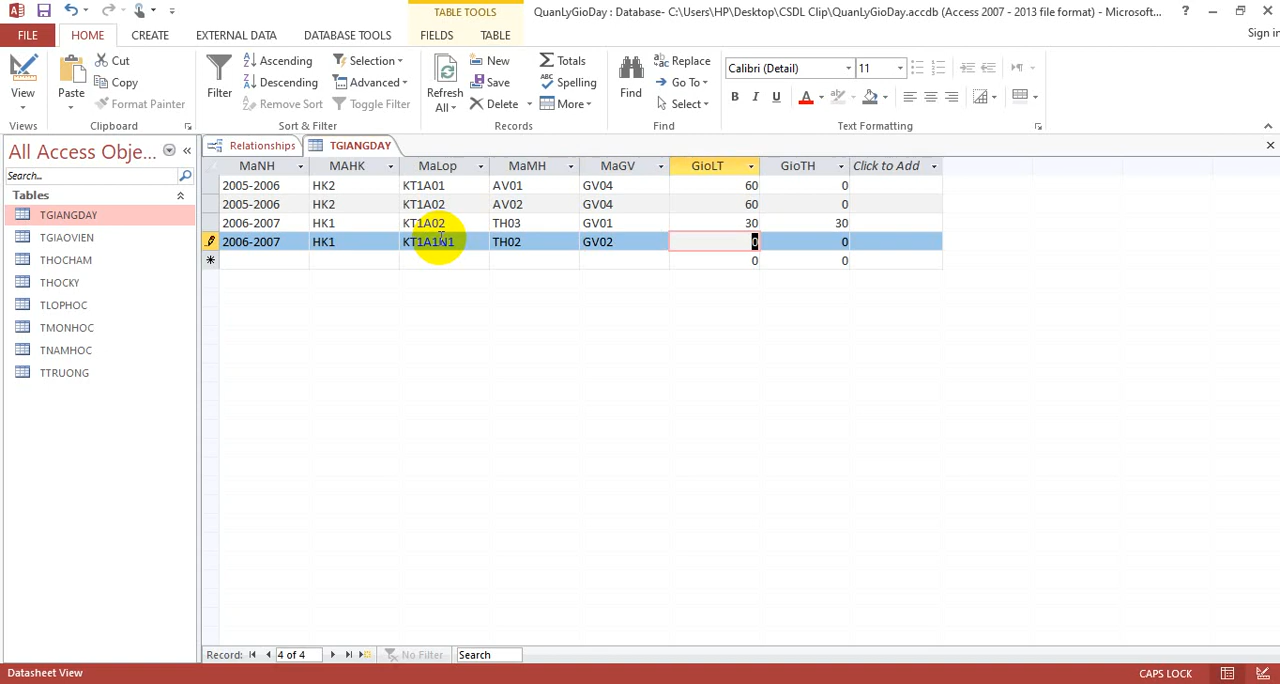 TABLE TOOLS
QuanLyGioDay : Database- C:\Users\HP\Desktop\CSDL Clip\QuanLyGioDay.accdb (Access 2007 - 2013 file format) - Microsoft...
FILE HOME CREATE EXTERNAL DATA DATABASE TOOLS FIELDS TABLE Sign in
View Paste Cut Copy Format Painter
Filter Ascending Descending Remove Sort Selection Advanced Toggle Filter
Refresh All New Save Delete Totals Spelling More
Find Replace Go To Select
Calibri (Detail) 11
B I U A
Views Clipboard Sort & Filter Records Find Text Formatting
All Access Obje...
Search...
Tables
TGIANGDAY
TGIAOVIEN
THOCHAM
THOCKY
TLOPHOC
TMONHOC
TNAMHOC
TTRUONG
Relationships TGIANGDAY
MaNH MAHK MaLop MaMH MaGV GioLT GioTH Click to Add
2005-2006 HK2 KT1A01 AV01 GV04 60 0
2005-2006 HK2 KT1A02 AV02 GV04 60 0
2006-2007 HK1 KT1A02 TH03 GV01 30 30
2006-2007 HK1 TH02 GV02 0 0
0 0
Record: 4 of 4 No Filter Search
Datasheet View CAPS LOCK